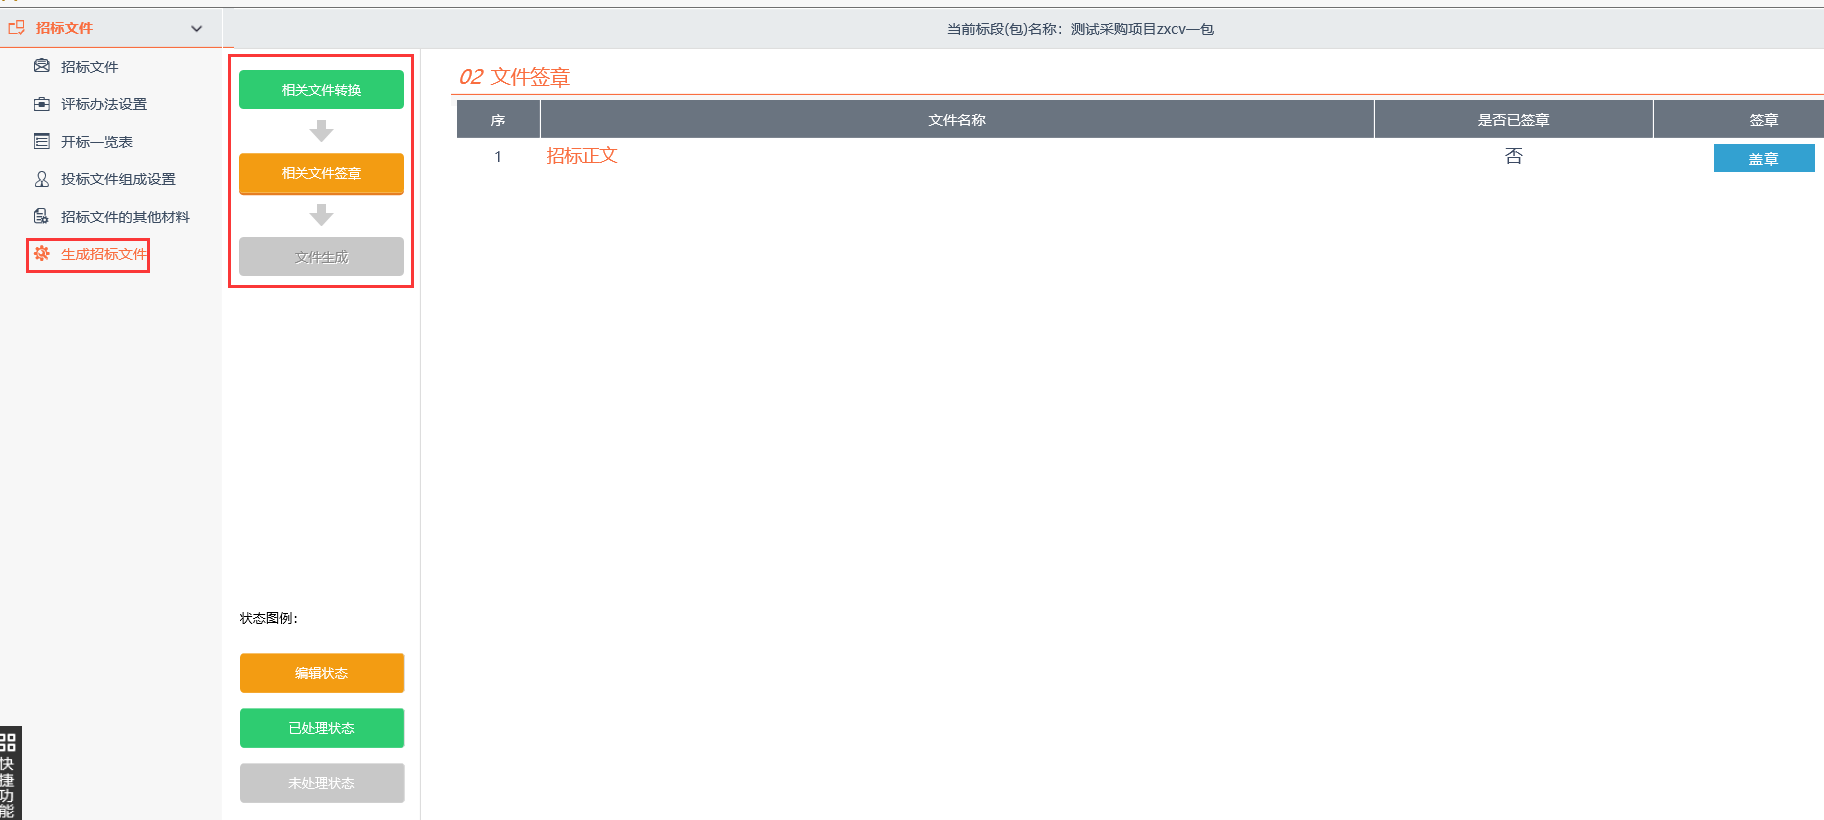 招标文件
当前标段(包)名称：测试采购项目zxcv一包
招标文件
评标办法设置
开标一览表
投标文件组成设置
招标文件的其他材料
生成招标文件
相关文件转换
相关文件签章
文件生成
状态图例：
编辑状态
已处理状态
未处理状态
02 文件签章
序 文件名称 是否已签章 签章
1 招标正文 否 盖章
快捷功能